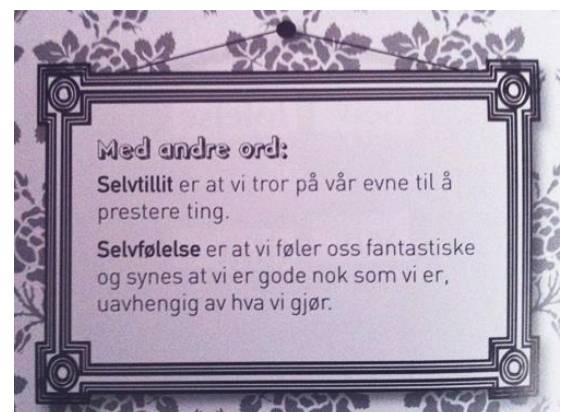 Med andre ord:
Selvtillit er at vi tror på vår evne til å
prestere ting.
Selvfølelse er at vi føler oss fantastiske
og synes at vi er gode nok som vi er,
uavhengig av hva vi gjør.